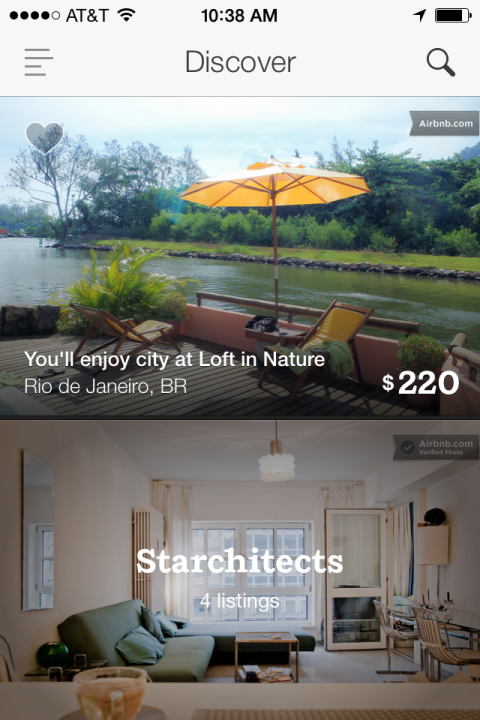 AT&T 10:38 AM
Discover
Airbnb.com
You'll enjoy city at Loft in Nature
Rio de Janeiro, BR
$220
Airbnb.com
Verified Photo
Starchitects
4 listings